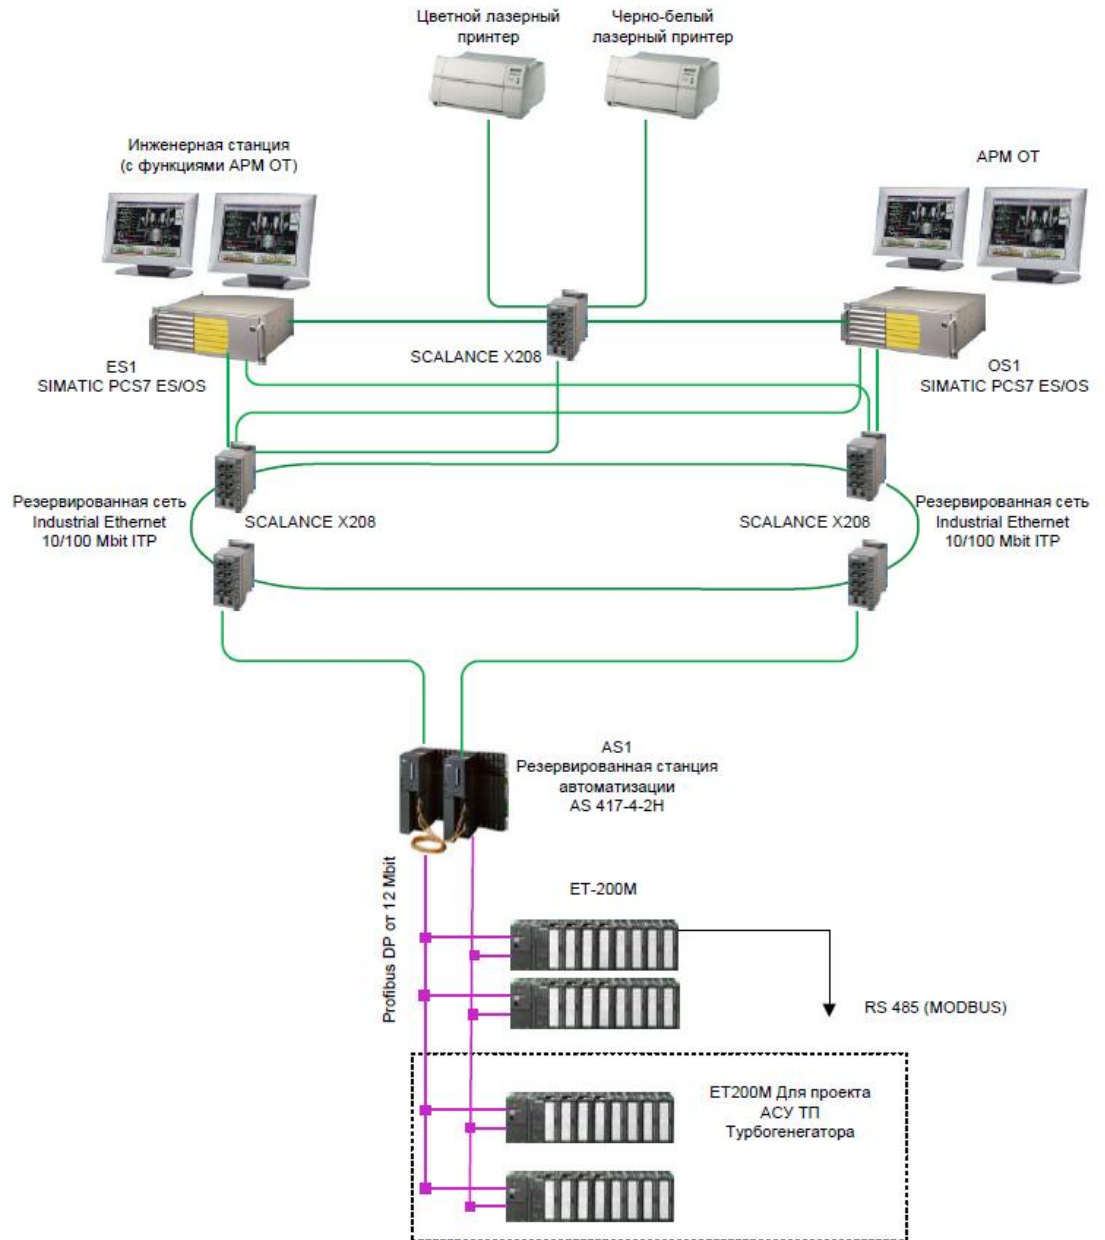 Цветной лазерный
принтер
Черно-белый
лазерный принтер
Инженерная станция
(с функциями АРМ ОТ)
АРМ ОТ
SCALANCE X208
ES1
SIMATIC PCS7 ES/OS
OS1
SIMATIC PCS7 ES/OS
Резервированная сеть
Industrial Ethernet
10/100 Mbit ITP
SCALANCE X208
SCALANCE X208
Резервированная сеть
Industrial Ethernet
10/100 Mbit ITP
AS1
Резервированная станция
автоматизации
AS 417-4-2H
Profibus DP от 12 Mbit
ET-200M
RS 485 (MODBUS)
ET200M Для проекта
АСУ ТП
Турбогенегатора